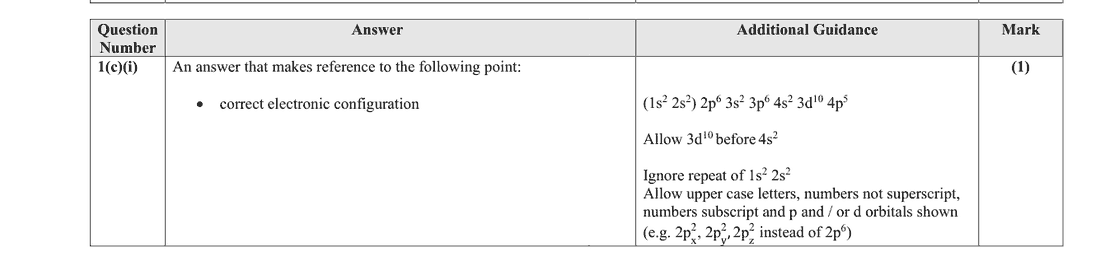 Question Number
Answer
Additional Guidance
Mark
1(c)(i)
An answer that makes reference to the following point:
(1)
• correct electronic configuration
(1s² 2s²) 2p⁶ 3s² 3p⁶ 4s² 3d¹⁰ 4p⁵
Allow 3d¹⁰ before 4s²
Ignore repeat of 1s² 2s²
Allow upper case letters, numbers not superscript,
numbers subscript and p and / or d orbitals shown
(e.g. 2pₓ², 2pᵧ², 2p_z² instead of 2p⁶)